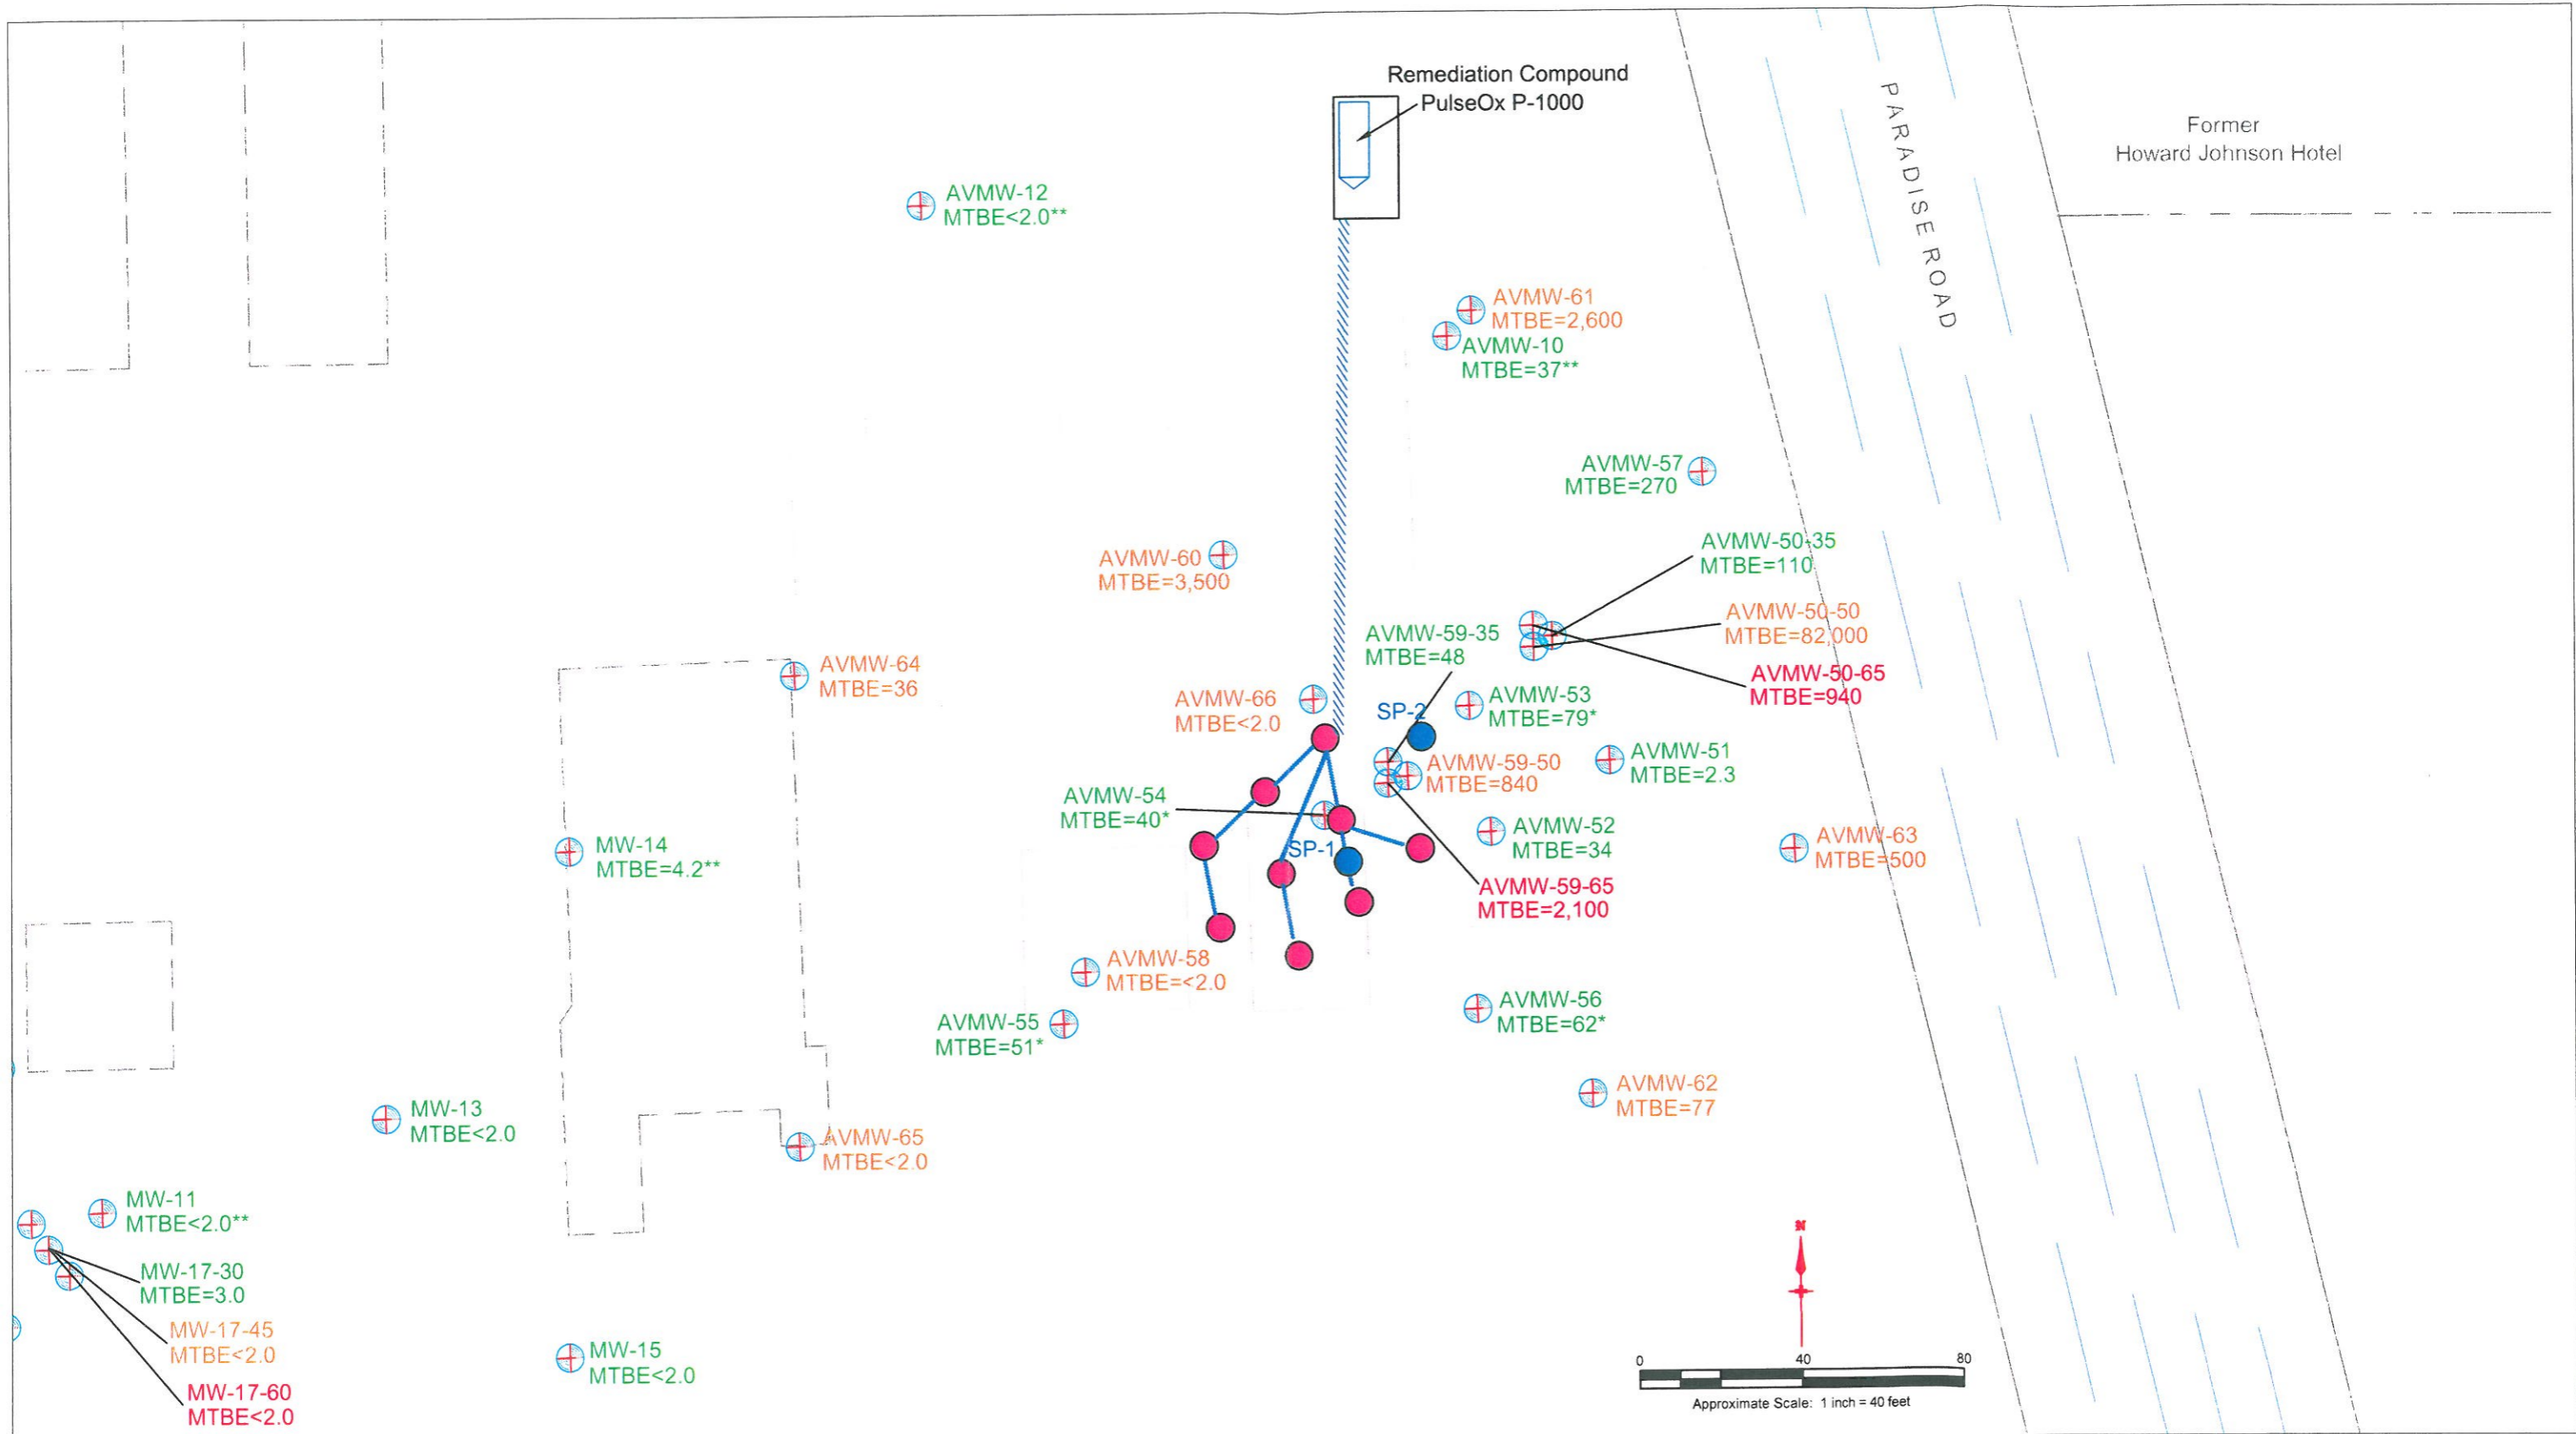 Remediation Compound
PulseOx P-1000
PARADISE ROAD
Former
Howard Johnson Hotel
AVMW-12
MTBE<2.0**
AVMW-61
MTBE=2,600
AVMW-10
MTBE=37**
AVMW-57
MTBE=270
AVMW-50-35
MTBE=110
AVMW-60
MTBE=3,500
AVMW-50-50
MTBE=82,000
AVMW-59-35
MTBE=48
AVMW-50-65
MTBE=940
AVMW-64
MTBE=36
AVMW-66
MTBE<2.0
SP-2
AVMW-53
MTBE=79*
AVMW-59-50
MTBE=840
AVMW-51
MTBE=2.3
AVMW-54
MTBE=40*
SP-1
AVMW-52
MTBE=34
AVMW-63
MTBE=500
MW-14
MTBE=4.2**
AVMW-59-65
MTBE=2,100
AVMW-58
MTBE=<2.0
AVMW-55
MTBE=51*
AVMW-56
MTBE=62*
AVMW-62
MTBE=77
MW-13
MTBE<2.0
AVMW-65
MTBE<2.0
MW-11
MTBE<2.0**
MW-17-30
MTBE=3.0
MW-17-45
MTBE<2.0
MW-17-60
MTBE<2.0
MW-15
MTBE<2.0
N
0 40 80
Approximate Scale: 1 inch = 40 feet